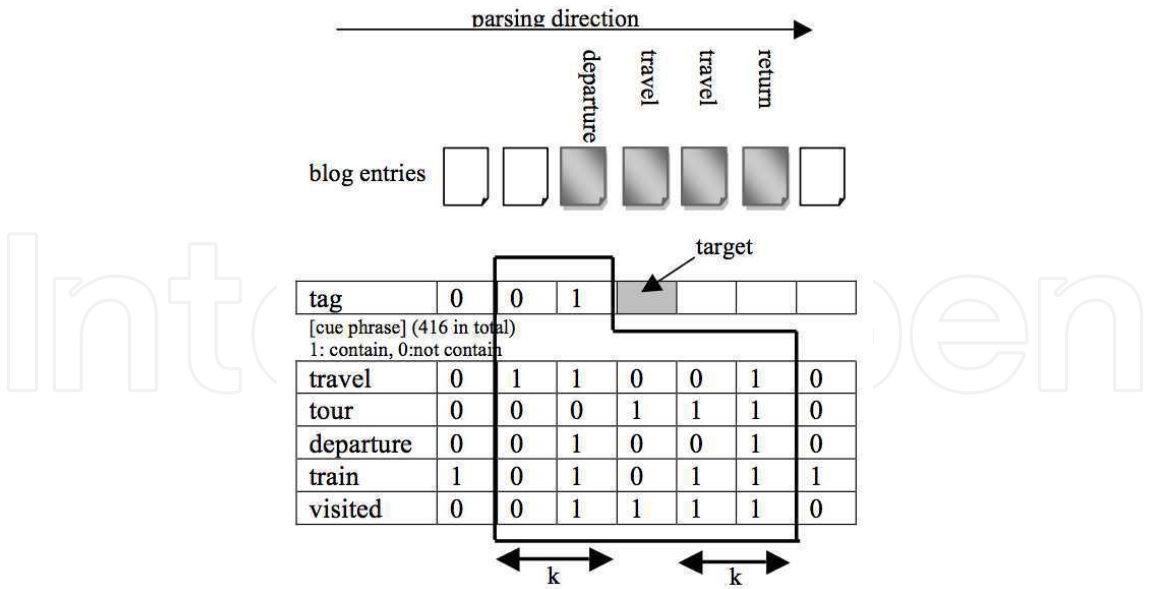 parsing direction
departure
travel
travel
return
blog entries
target
tag 0 0 1
[cue phrase] (416 in total)
1: contain, 0:not contain
travel 0 1 1 0 0 1 0
tour 0 0 0 1 1 1 0
departure 0 0 1 0 0 1 0
train 1 0 1 0 1 1 1
visited 0 0 1 1 1 1 0
k k